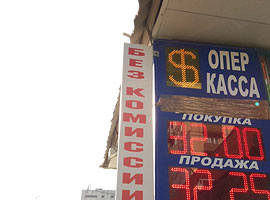 БЕЗ КОМИССИИ
$ ОПЕР
КАССА
ПОКУПКА
32.00
ПРОДАЖА
32.25